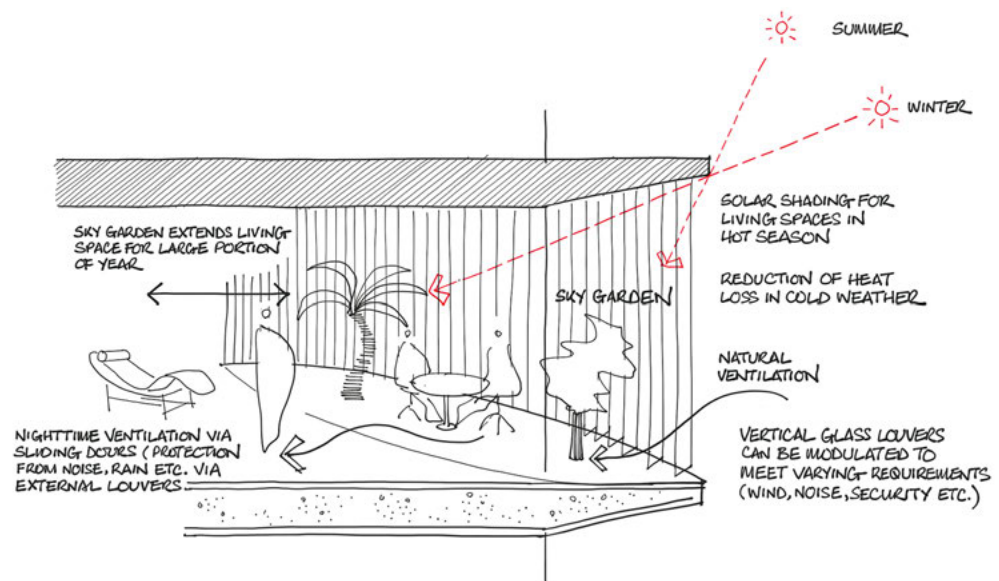 SUMMER
WINTER
SOLAR SHADING FOR
LIVING SPACES IN
HOT SEASON
SKY GARDEN EXTENDS LIVING
SPACE FOR LARGE PORTION
OF YEAR
REDUCTION OF HEAT
LOSS IN COLD WEATHER
SKY GARDEN
NATURAL
VENTILATION
NIGHTTIME VENTILATION VIA
SLIDING DOORS (PROTECTION
FROM NOISE, RAIN ETC. VIA
EXTERNAL LOUVERS
VERTICAL GLASS LOUVERS
CAN BE MODULATED TO
MEET VARYING REQUIREMENTS
(WIND, NOISE, SECURITY ETC.)